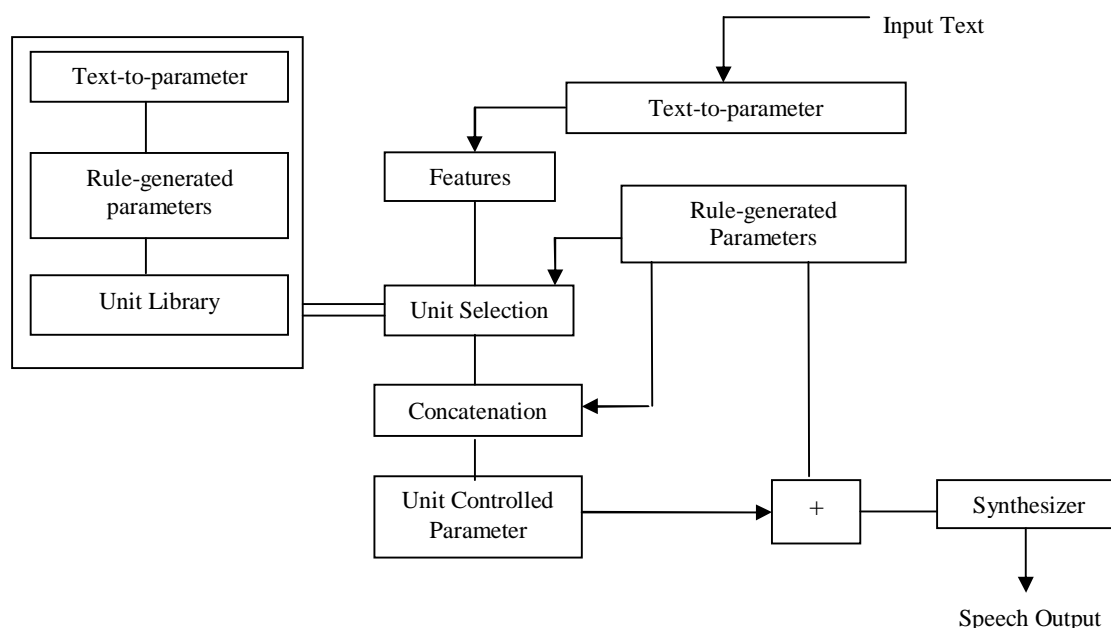 Input Text
Text-to-parameter
Text-to-parameter
Features
Rule-generated
parameters
Rule-generated
Parameters
Unit Library
Unit Selection
Concatenation
Unit Controlled
Parameter
+
Synthesizer
Speech Output